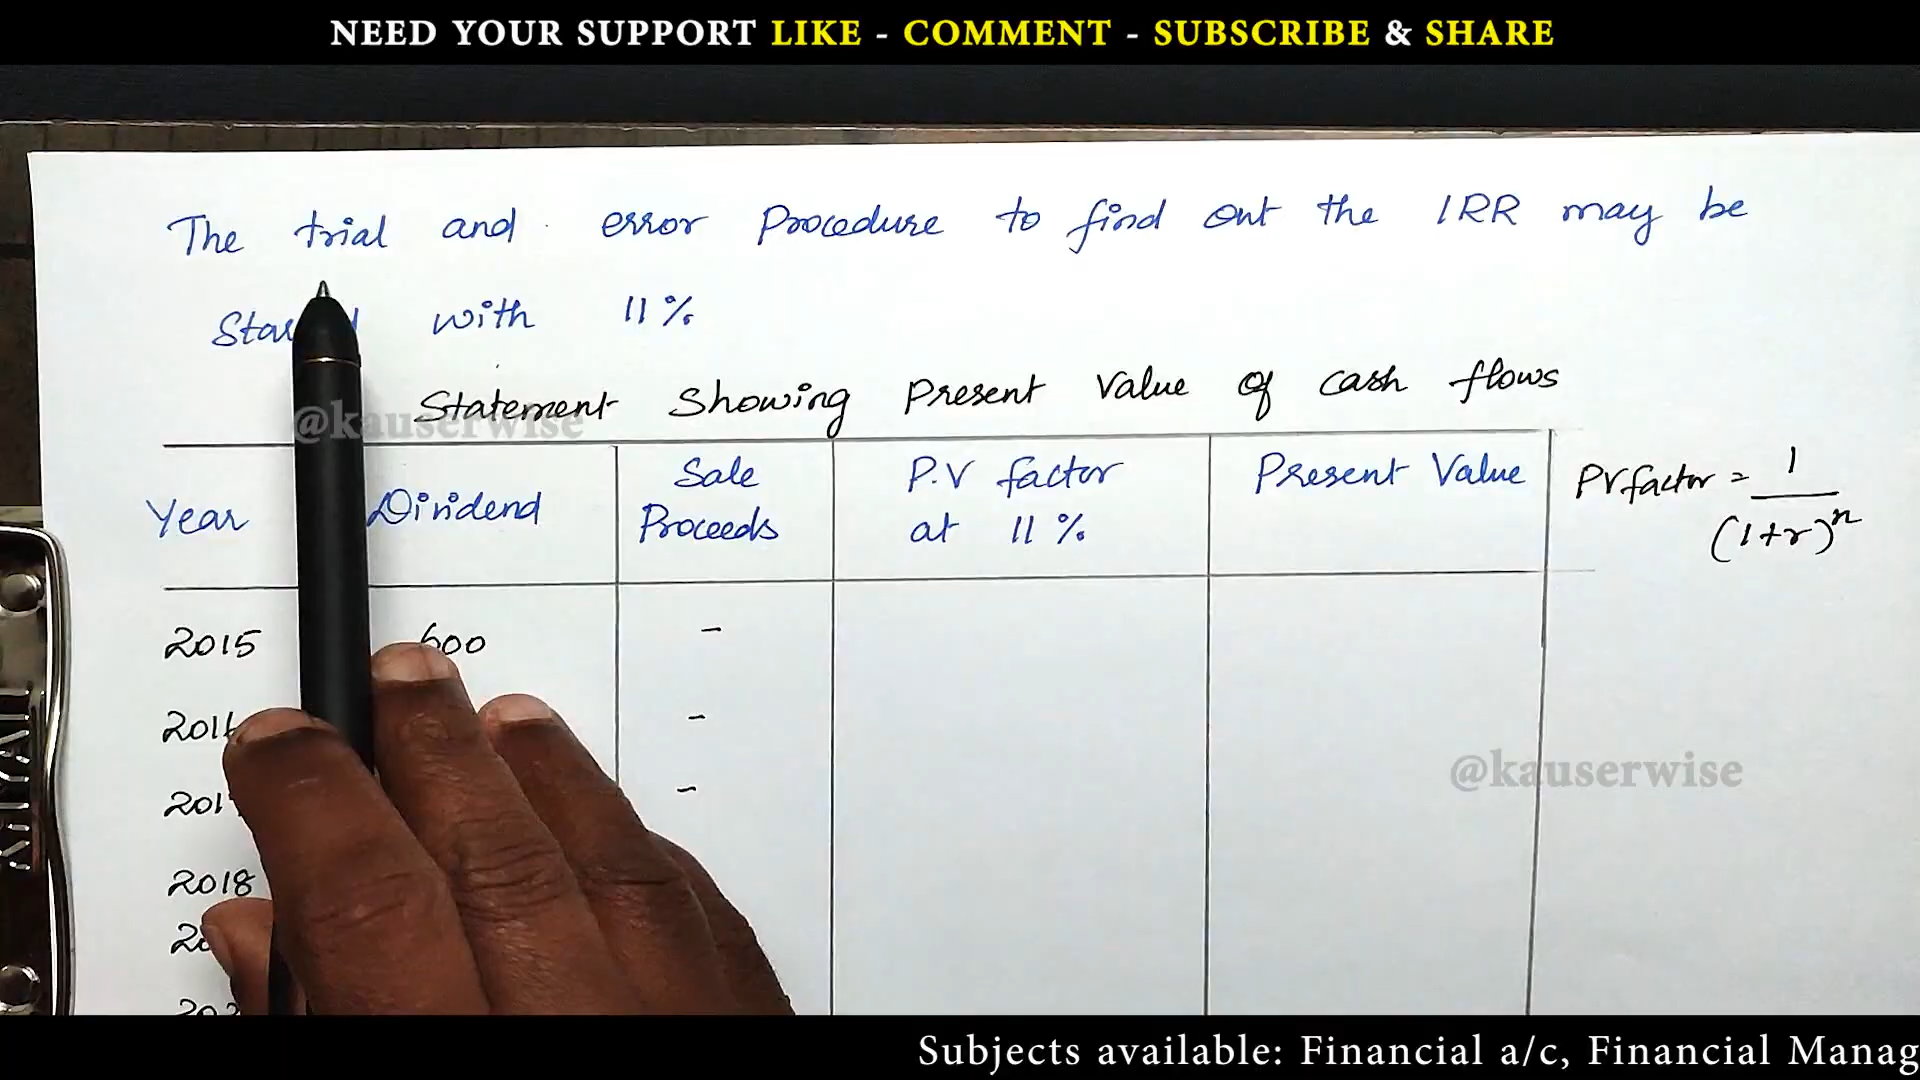 NEED YOUR SUPPORT LIKE - COMMENT - SUBSCRIBE & SHARE
The trial and error Procedure to find out the IRR may be
with 11%
Statement Showing Present Value of cash flows
@kauserwise
Year Dividend Sale Proceeds P.V factor at 11% Present Value PV factor = 1 / (1+r)^n
2015 600 -
-
@kauserwise
-
2018
Subjects available: Financial a/c, Financial Manag